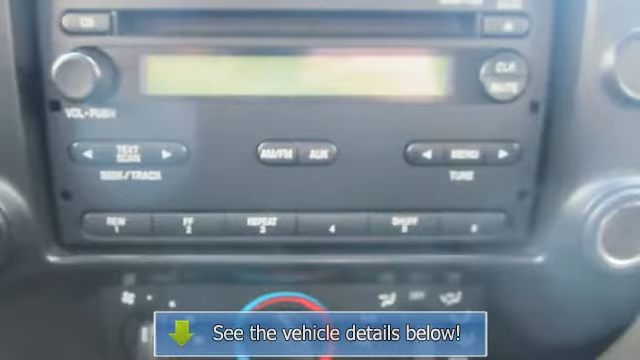 CD
CLK
MUTE
VOL•PUSH
TEXT
SCAN
AM/FM AUX
MENU
SEEK/TRACK
TUNE
REW FF REPEAT SHUFF
1 2 3 4 5 6
See the vehicle details below!